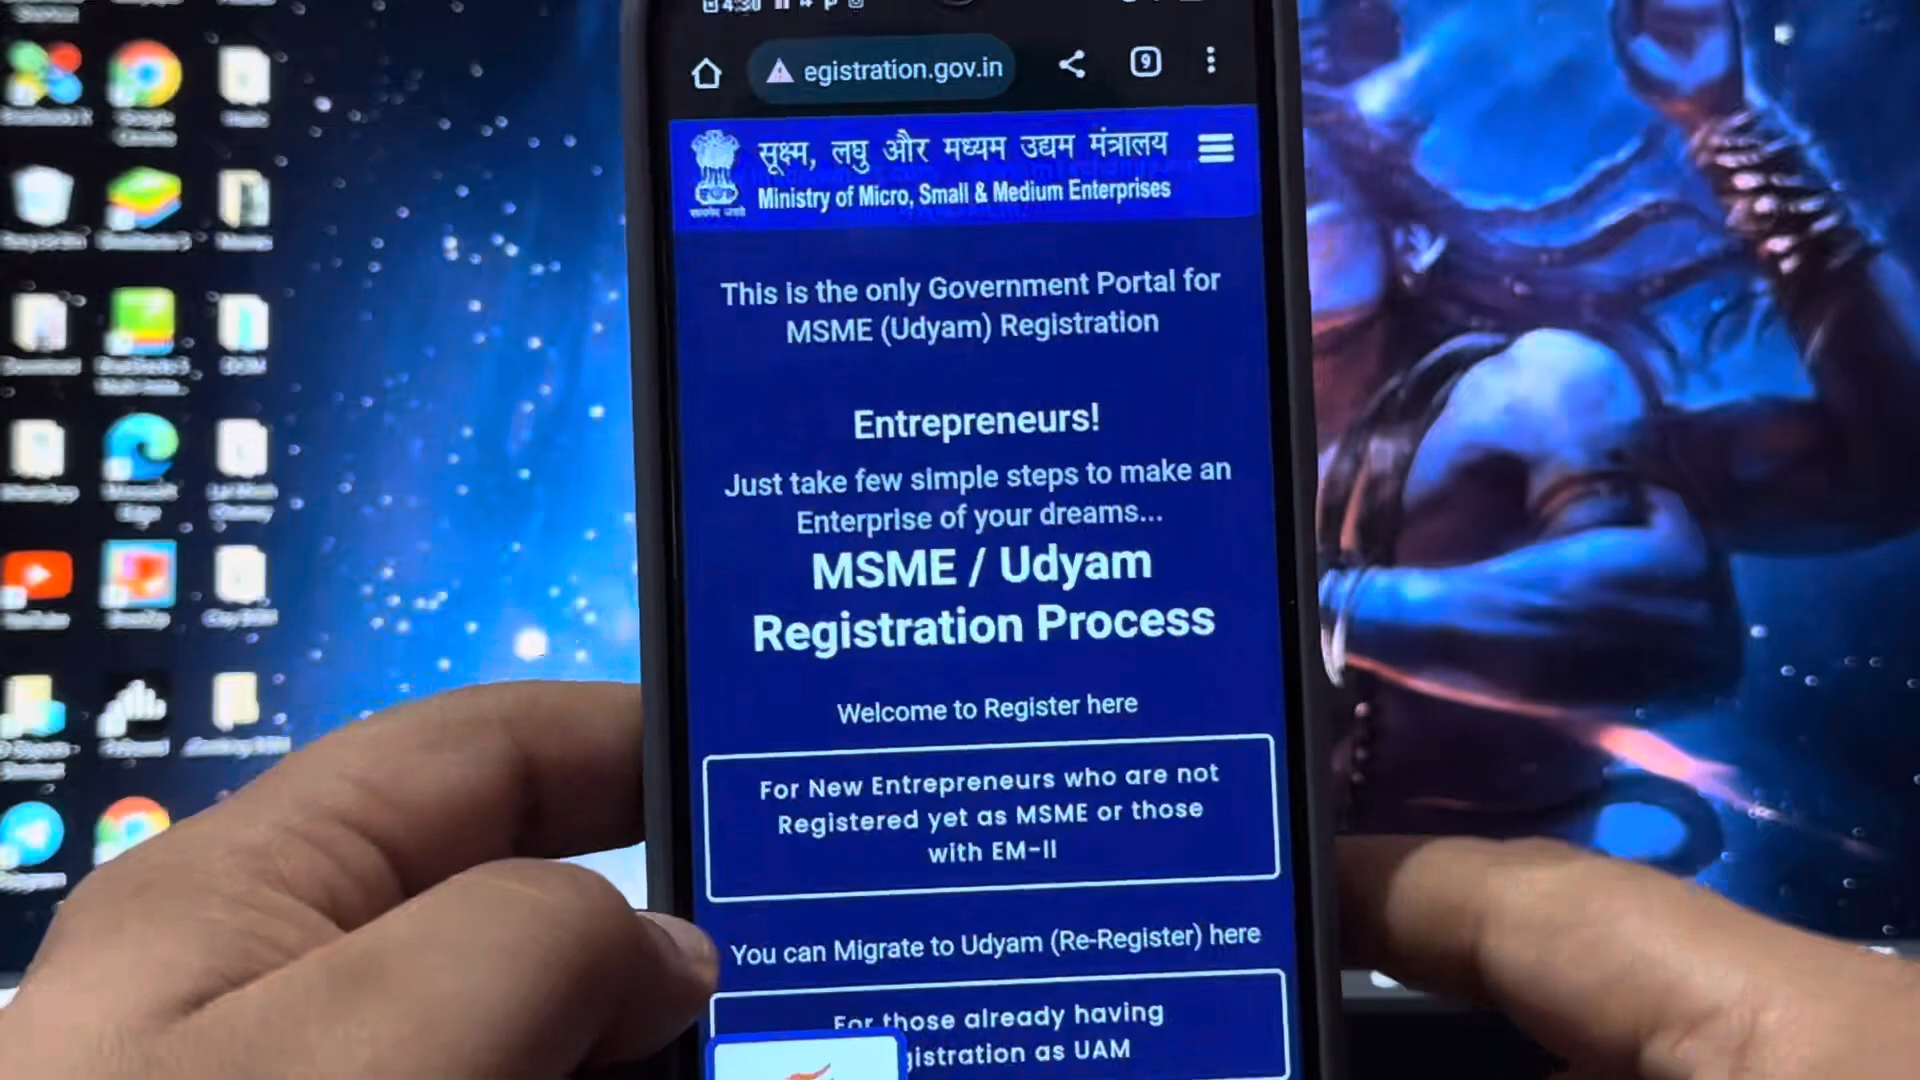 4:30
egistration.gov.in
9
सूक्ष्म, लघु और मध्यम उद्यम मंत्रालय
Ministry of Micro, Small & Medium Enterprises
This is the only Government Portal for
MSME (Udyam) Registration
Entrepreneurs!
Just take few simple steps to make an
Enterprise of your dreams...
MSME / Udyam
Registration Process
Welcome to Register here
For New Entrepreneurs who are not
Registered yet as MSME or those
with EM-II
You can Migrate to Udyam (Re-Register) here
For those already having
gistration as UAM